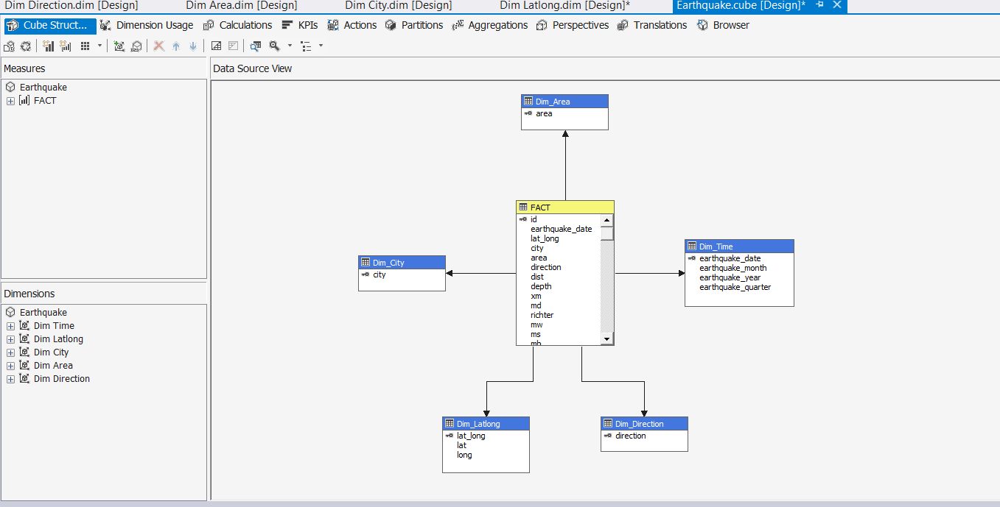 Dim Direction.dim [Design] Dim Area.dim [Design] Dim City.dim [Design] Dim Latlong.dim [Design]* Earthquake.cube [Design]*
Cube Struct... Dimension Usage Calculations KPIs Actions Partitions Aggregations Perspectives Translations Browser
Measures
Earthquake
FACT
Dimensions
Earthquake
Dim Time
Dim Latlong
Dim City
Dim Area
Dim Direction
Data Source View
Dim_Area
area
FACT
id
earthquake_date
lat_long
city
area
direction
dist
depth
xm
md
richter
mw
ms
mb
Dim_City
city
Dim_Time
earthquake_date
earthquake_month
earthquake_year
earthquake_quarter
Dim_Latlong
lat_long
lat
long
Dim_Direction
direction